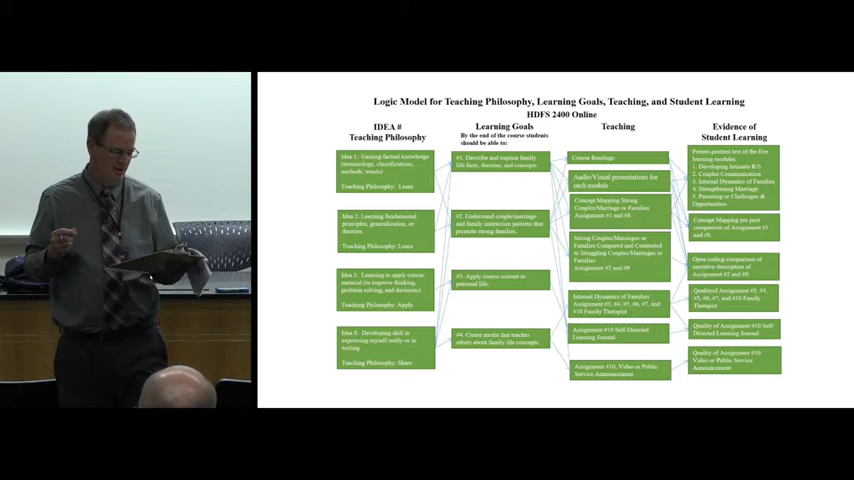 Logic Model for Teaching Philosophy, Learning Goals, Teaching, and Student Learning
HDFS 2400 Online
IDEA #
Teaching Philosophy
Idea 1. Gaining factual knowledge
(terminology, classifications,
methods, trends)
Teaching Philosophy: Learn
Idea 2. Learning fundamental
principles, generalization, or
theories
Teaching Philosophy: Learn
Idea 3. Learning to apply course
material (to improve thinking,
problem solving, and decisions)
Teaching Philosophy: Apply
Idea 8. Developing skill in
expressing myself orally or in
writing
Teaching Philosophy: Share
Learning Goals
By the end of the course students
should be able to:
#1. Describe and explain family
life facts, theories, and concepts
#2. Understand couple/marriage
and family interaction patterns that
promote strong families.
#3. Apply course content to
personal life.
#4. Create media that teaches
others about family life concepts.
Teaching
Course Readings
Audio/Visual presentations for
each module
Concept Mapping Strong
Couples/Marriage or Families
Assignment #1 and #8
Strong Couples/Marriages or
Families Compared and Contrasted
to Struggling Couples/Marriages or
Families
Assignment #2 and #9
Internal Dynamics of Families
Assignment #3, #4, #5, #6, #7, and
#10 Family Therapist
Assignment #10 Self-Directed
Learning Journal
Assignment #10, Video or Public
Service Announcement
Evidence of
Student Learning
Pretest-posttest test of the five
learning modules
1. Developing Intimate R/S
2. Couples Communication
3. Internal Dynamics of Families
4. Strengthening Marriage
5. Parenting or Challenges &
Opportunities
Concept Mapping pre post
comparison of Assignment #1
and #8.
Open coding comparison of
narrative description of
Assignment #2 and #9.
Quality of Assignment #3, #4,
#5, #6, #7, and #10 Family
Therapist
Quality of Assignment #10 Self-
Directed Learning Journal
Quality of Assignment #10
Video or Public Service
Announcement